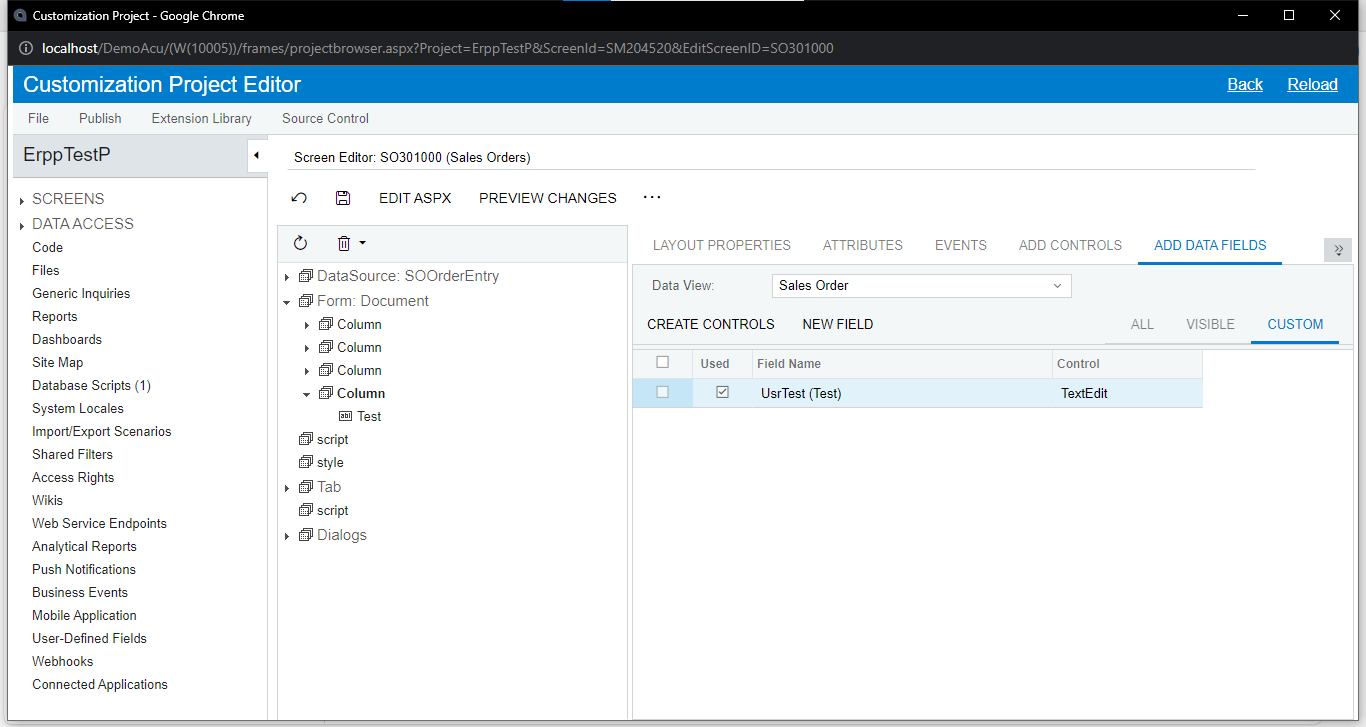 Customization Project - Google Chrome
localhost/DemoAcu/(W(10005))/frames/projectbrowser.aspx?Project=ErppTestP&ScreenId=SM204520&EditScreenID=SO301000
Customization Project Editor Back Reload
File Publish Extension Library Source Control
ErppTestP
SCREENS
DATA ACCESS
Code
Files
Generic Inquiries
Reports
Dashboards
Site Map
Database Scripts (1)
System Locales
Import/Export Scenarios
Shared Filters
Access Rights
Wikis
Web Service Endpoints
Analytical Reports
Push Notifications
Business Events
Mobile Application
User-Defined Fields
Webhooks
Connected Applications
Screen Editor: SO301000 (Sales Orders)
EDIT ASPX PREVIEW CHANGES ...
DataSource: SOOrderEntry
Form: Document
Column
Column
Column
Column
Test
script
style
Tab
script
Dialogs
LAYOUT PROPERTIES ATTRIBUTES EVENTS ADD CONTROLS ADD DATA FIELDS
Data View: Sales Order
CREATE CONTROLS NEW FIELD ALL VISIBLE CUSTOM
Used Field Name Control
UsrTest (Test) TextEdit